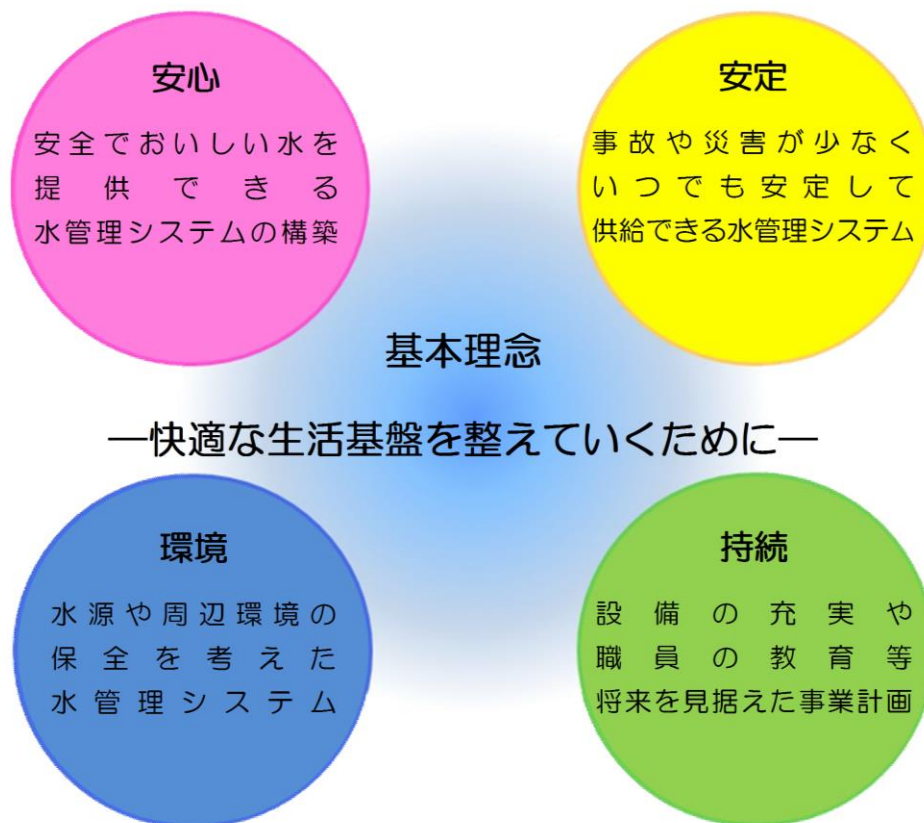 安心
安全でおいしい水を
提供できる
水管理システムの構築
安定
事故や災害が少なく
いつでも安定して
供給できる水管理システム
基本理念
―快適な生活基盤を整えていくために―
環境
水源や周辺環境の
保全を考えた
水管理システム
持続
設備の充実や
職員の教育等
将来を見据えた事業計画